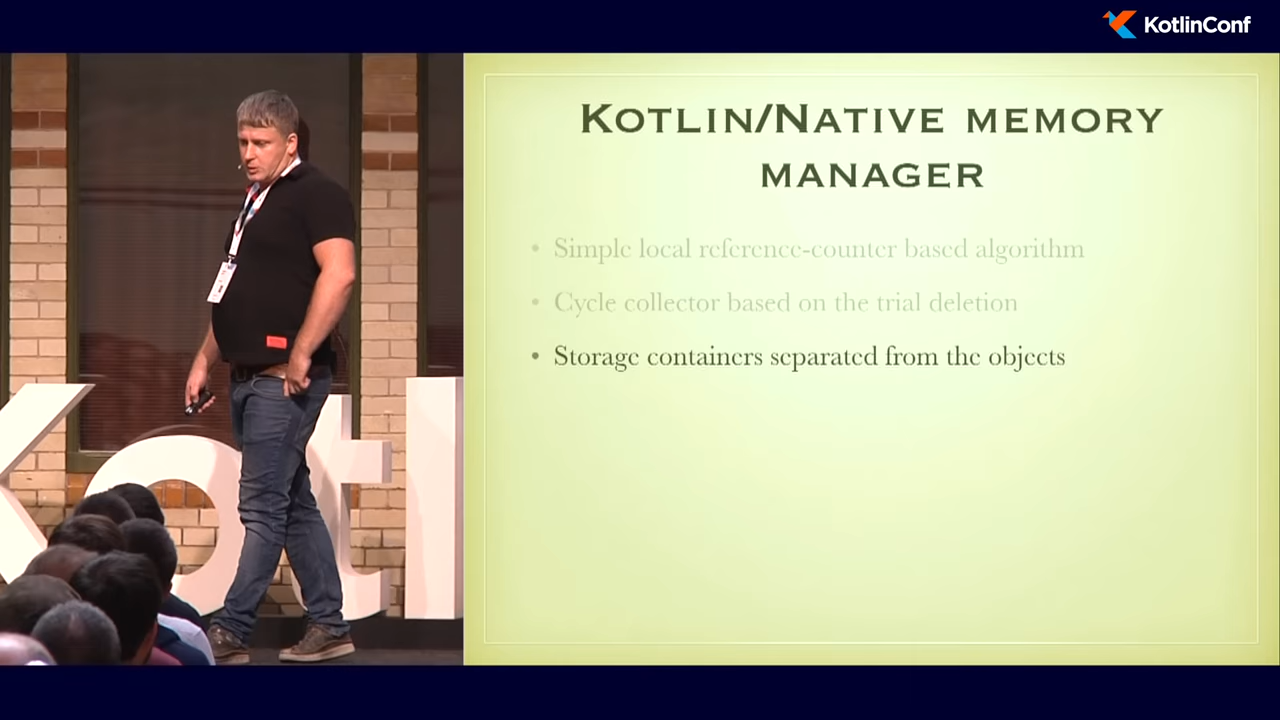 KotlinConf
KOTLIN/NATIVE MEMORY
MANAGER
• Simple local reference-counter based algorithm
• Cycle collector based on the trial deletion
• Storage containers separated from the objects
Kotl